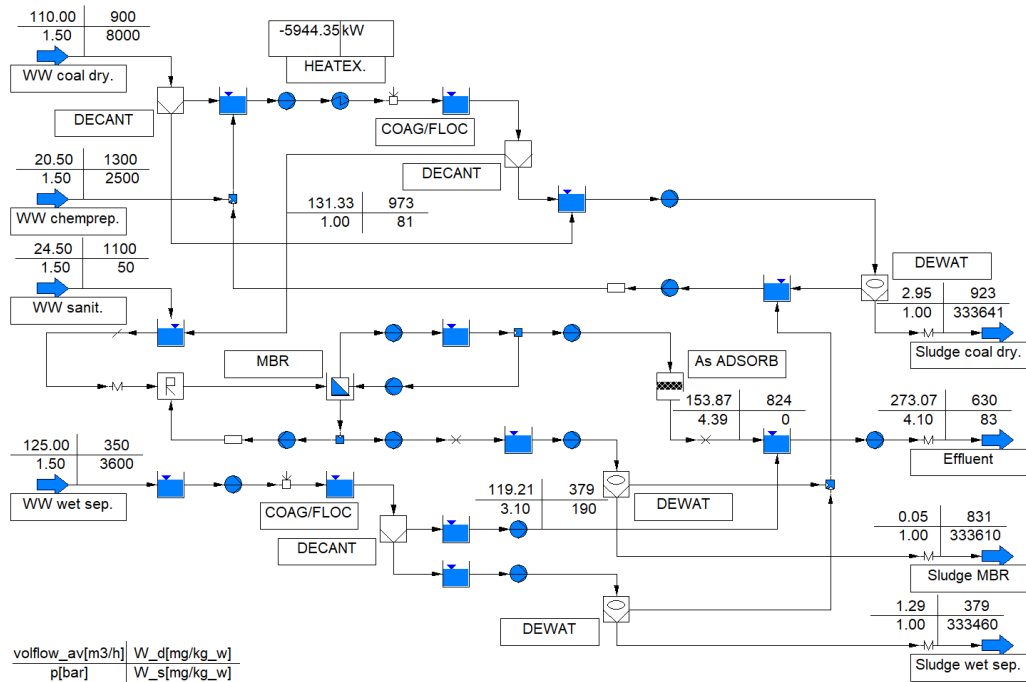 110.00 900
1.50 8000
WW coal dry.
-5944.35 kW
HEATEX.
DECANT
COAG/FLOC
DECANT
20.50 1300
1.50 2500
WW chemprep.
131.33 973
1.00 81
24.50 1100
1.50 50
WW sanit.
DEWAT
2.95 923
1.00 333641
Sludge coal dry.
MBR
R
As ADSORB
153.87 824
4.39 0
273.07 630
4.10 83
Effluent
125.00 350
1.50 3600
WW wet sep.
COAG/FLOC
DECANT
119.21 379
3.10 190
DEWAT
0.05 831
1.00 333610
Sludge MBR
DEWAT
1.29 379
1.00 333460
Sludge wet sep.
volflow_av[m3/h] W_d[mg/kg_w]
p[bar] W_s[mg/kg_w]